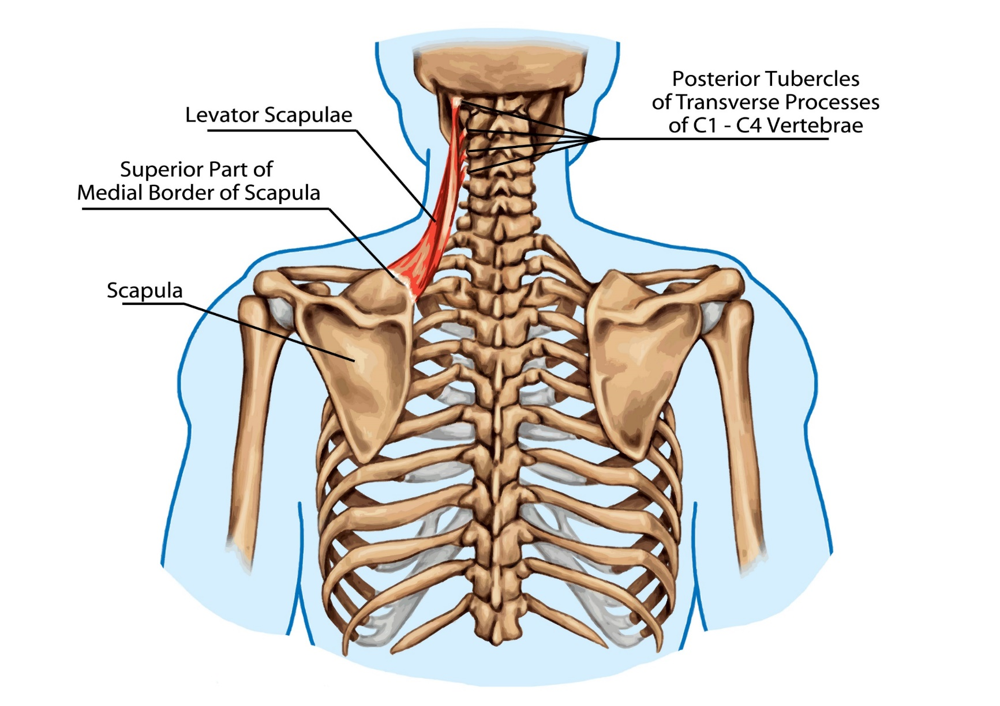 Levator Scapulae
Superior Part of
Medial Border of Scapula
Scapula
Posterior Tubercles
of Transverse Processes
of C1 - C4 Vertebrae